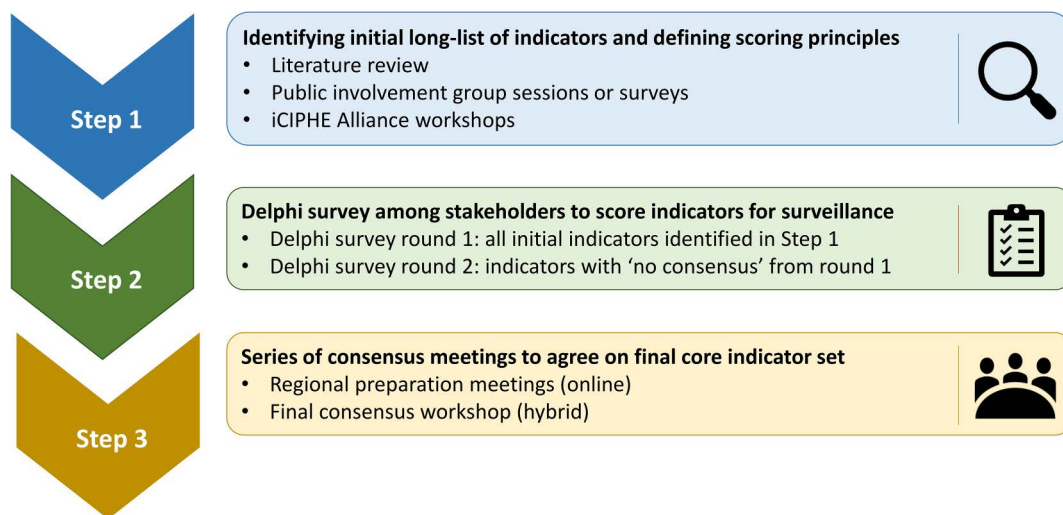 Step 1
Identifying initial long-list of indicators and defining scoring principles
• Literature review
• Public involvement group sessions or surveys
• iCIPHE Alliance workshops
Step 2
Delphi survey among stakeholders to score indicators for surveillance
• Delphi survey round 1: all initial indicators identified in Step 1
• Delphi survey round 2: indicators with ‘no consensus’ from round 1
Step 3
Series of consensus meetings to agree on final core indicator set
• Regional preparation meetings (online)
• Final consensus workshop (hybrid)